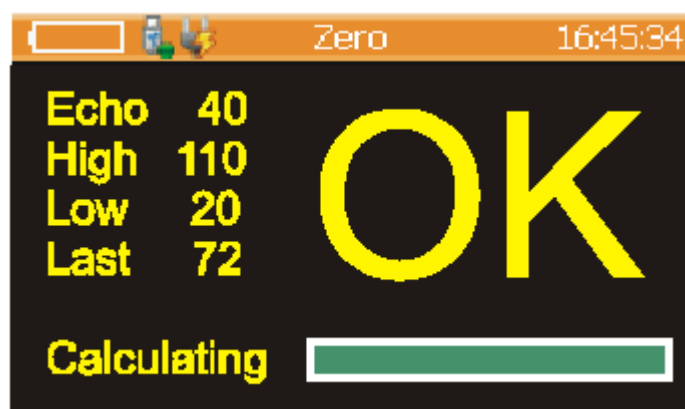 Zero 16:45:34
Echo 40
High 110
Low 20
Last 72
OK
Calculating